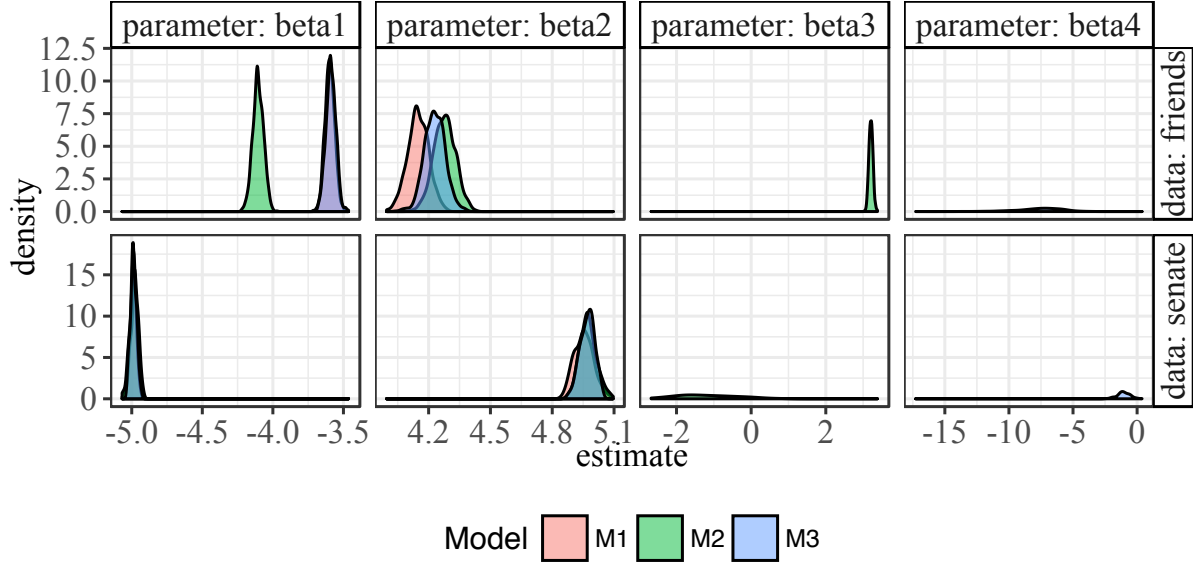 parameter: beta1 parameter: beta2 parameter: beta3 parameter: beta4
12.5
10.0
7.5
5.0
2.5
0.0
data: friends
density
15
10
5
0
data: senate
-5.0 -4.5 -4.0 -3.5 4.2 4.5 4.8 5.1 -2 0 2 -15 -10 -5 0
estimate
Model M1 M2 M3